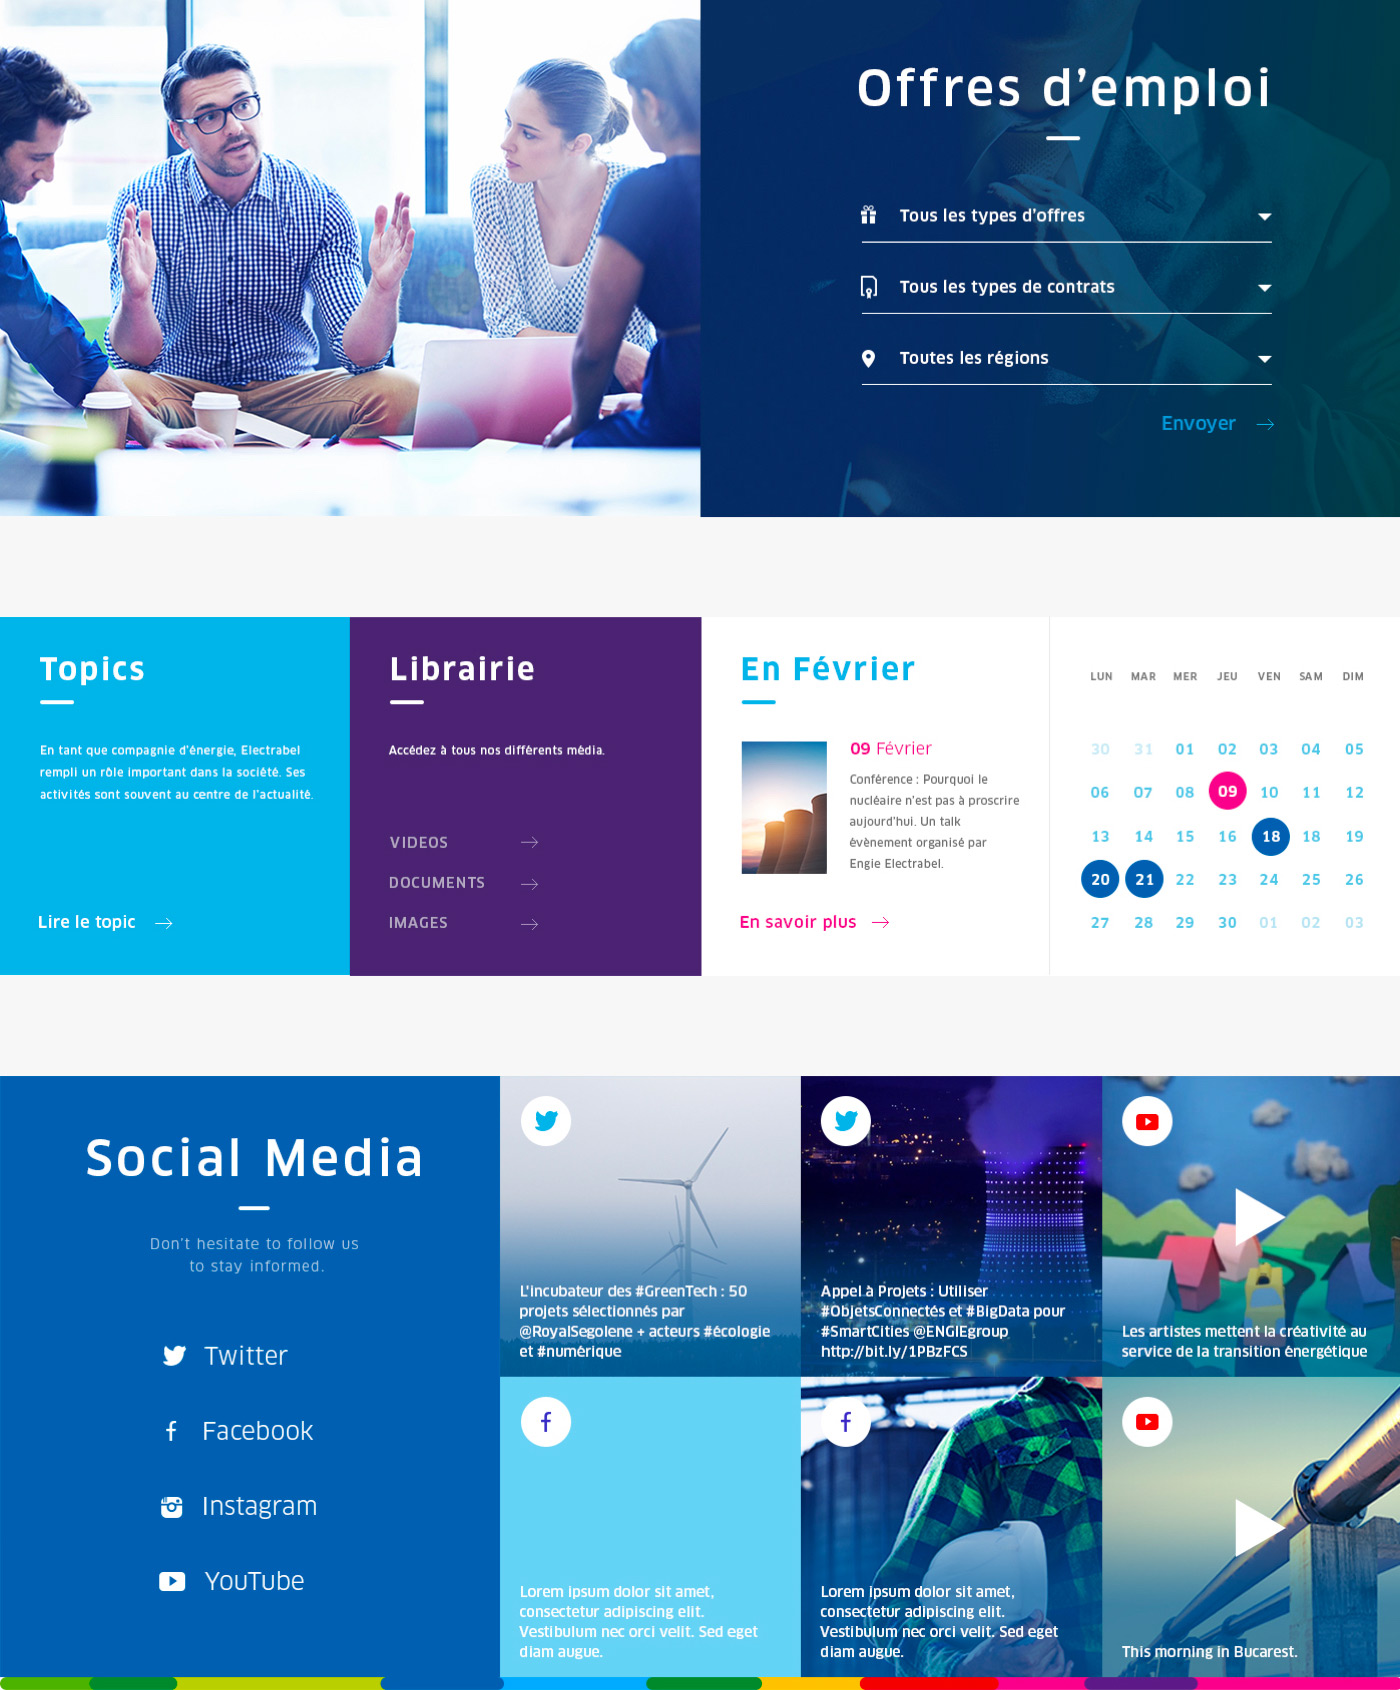 Offres d'emploi
Tous les types d'offres
Tous les types de contrats
Toutes les régions
Envoyer
Topics
En tant que compagnie d'énergie, Electrabel
rempli un rôle important dans la société. Ses
activités sont souvent au centre de l'actualité.
Lire le topic
Librairie
Accédez à tous nos différents média.
VIDEOS
DOCUMENTS
IMAGES
En Février
09 Février
Conférence : Pourquoi le
nucléaire n'est pas à proscrire
aujourd'hui. Un talk
évènement organisé par
Engie Electrabel.
En savoir plus
LUN MAR MER JEU VEN SAM DIM
30 31 01 02 03 04 05
06 07 08 09 10 11 12
13 14 15 16 18 18 19
20 21 22 23 24 25 26
27 28 29 30 01 02 03
Social Media
Don't hesitate to follow us
to stay informed.
Twitter
Facebook
Instagram
YouTube
L'incubateur des #GreenTech : 50
projets sélectionnés par
@RoyalSegolene + acteurs #écologie
et #numérique
Appel à Projets : Utiliser
#ObjetsConnectés et #BigData pour
#SmartCities @ENGIEgroup
http://bit.ly/1PBzFCS
Les artistes mettent la créativité au
service de la transition énergétique
Lorem ipsum dolor sit amet,
consectetur adipiscing elit.
Vestibulum nec orci velit. Sed eget
diam augue.
Lorem ipsum dolor sit amet,
consectetur adipiscing elit.
Vestibulum nec orci velit. Sed eget
diam augue.
This morning in Bucarest.